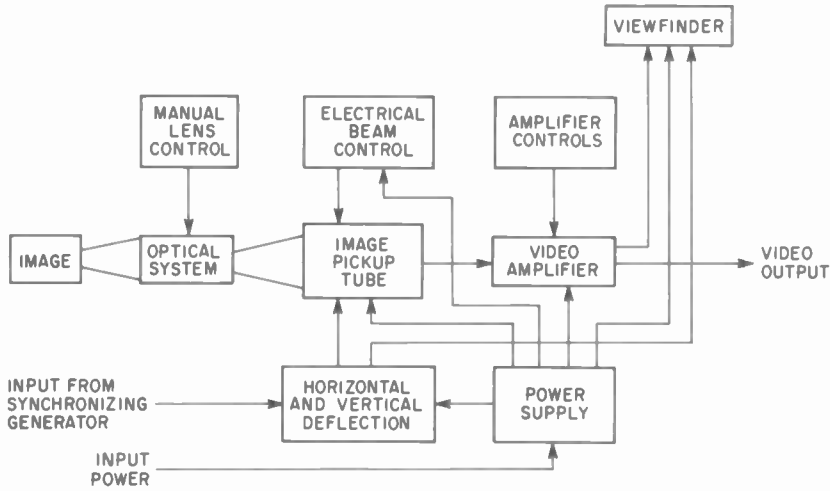 VIEWFINDER
MANUAL
LENS
CONTROL
ELECTRICAL
BEAM
CONTROL
AMPLIFIER
CONTROLS
IMAGE
OPTICAL
SYSTEM
IMAGE
PICKUP
TUBE
VIDEO
AMPLIFIER
VIDEO
OUTPUT
INPUT FROM
SYNCHRONIZING
GENERATOR
HORIZONTAL
AND VERTICAL
DEFLECTION
POWER
SUPPLY
INPUT
POWER